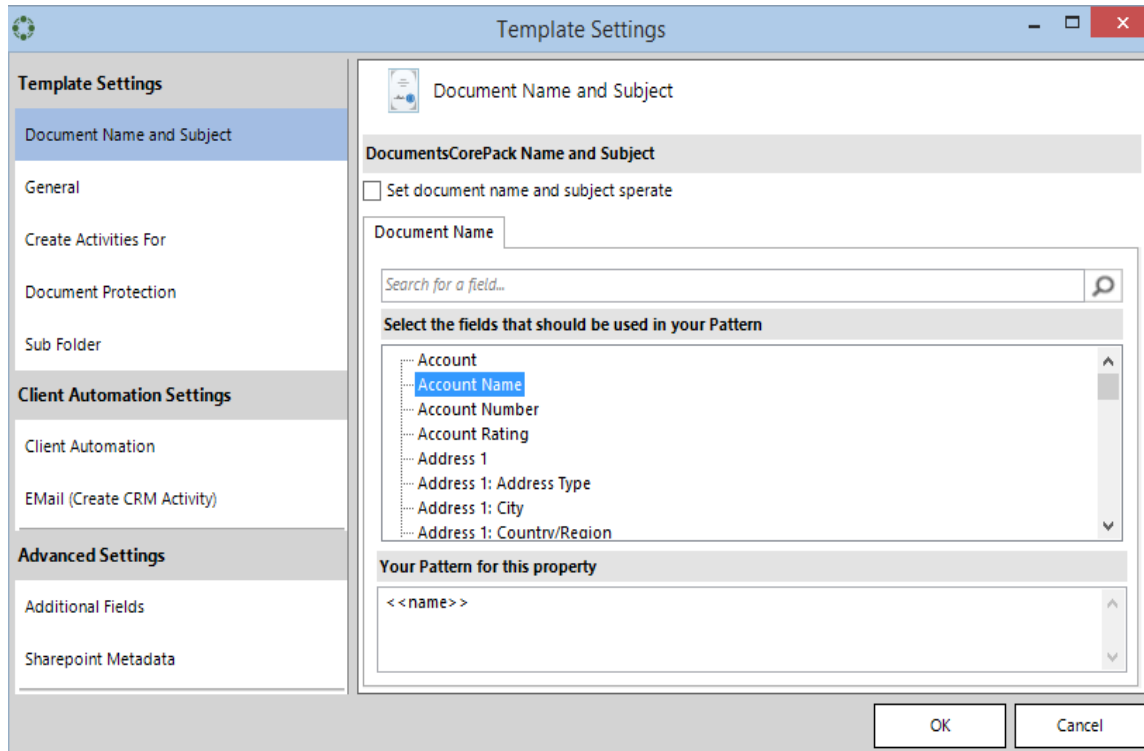 Template Settings
Template Settings
Document Name and Subject
General
Create Activities For
Document Protection
Sub Folder
Client Automation Settings
Client Automation
EMail (Create CRM Activity)
Advanced Settings
Additional Fields
Sharepoint Metadata
Document Name and Subject
DocumentsCorePack Name and Subject
Set document name and subject sperate
Document Name
Search for a field...
Select the fields that should be used in your Pattern
Account
Account Name
Account Number
Account Rating
Address 1
Address 1: Address Type
Address 1: City
Address 1: Country/Region
Your Pattern for this property
<<name>>
OK
Cancel